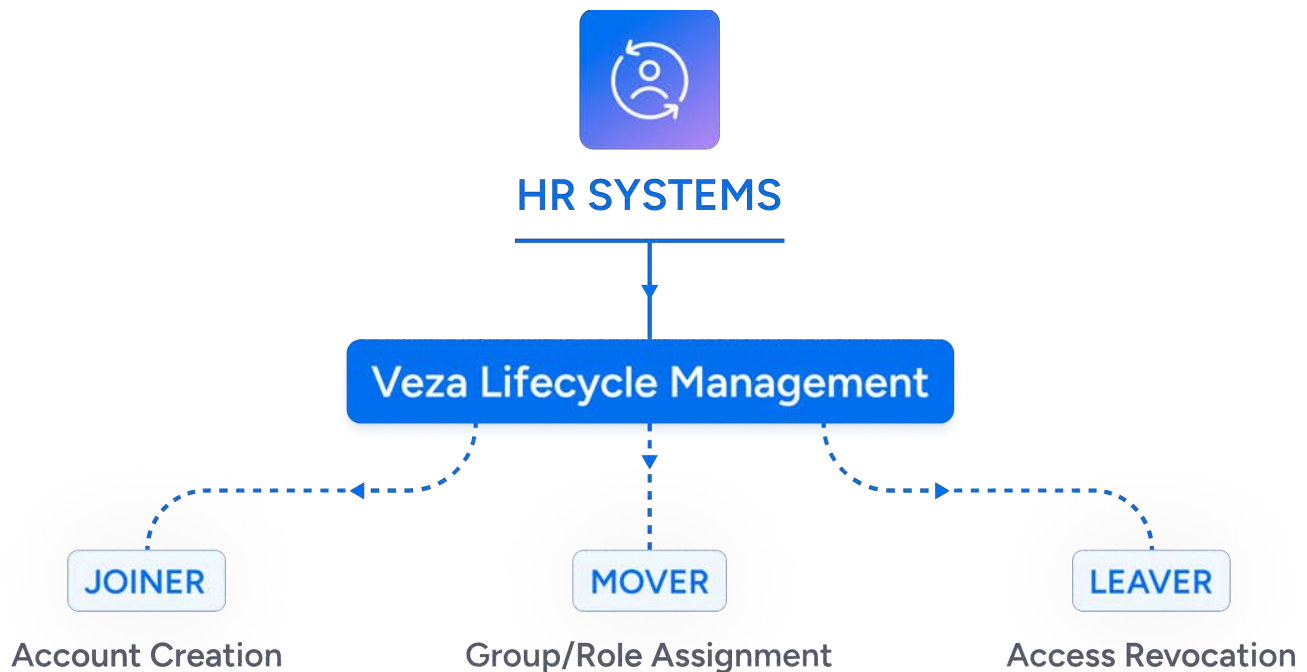 HR SYSTEMS
Veza Lifecycle Management
JOINER
MOVER
LEAVER
Account Creation
Group/Role Assignment
Access Revocation